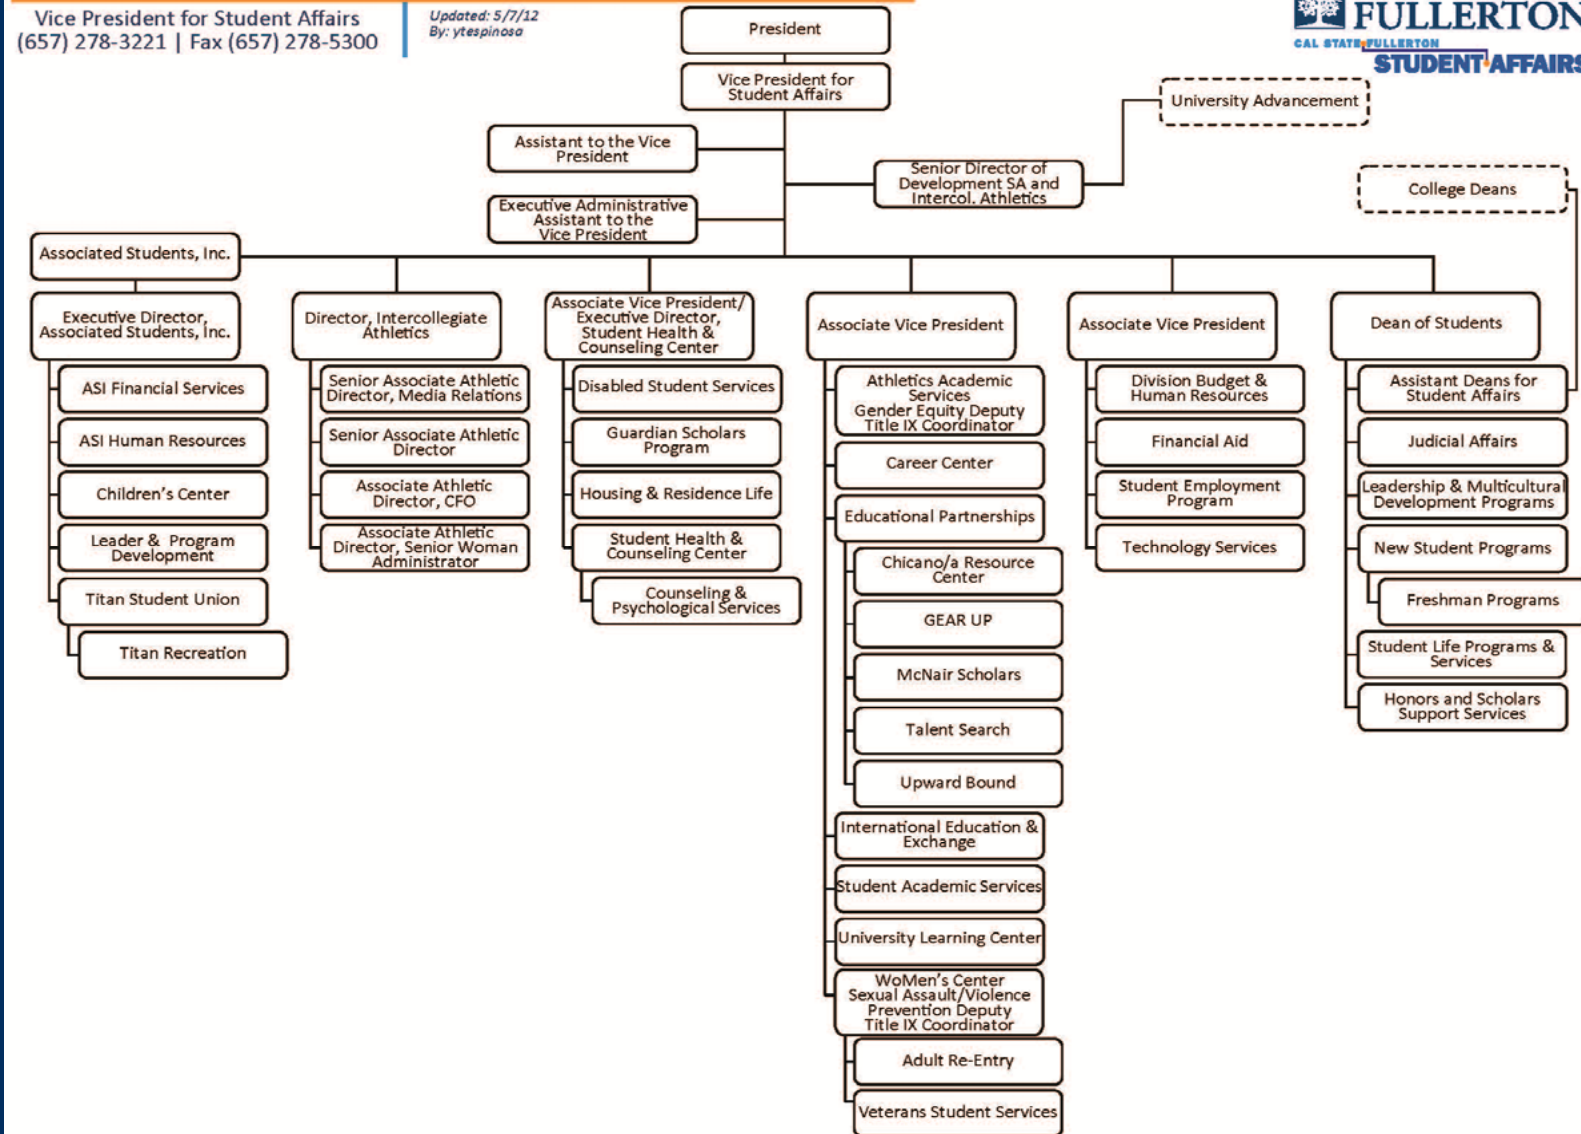 Vice President for Student Affairs
(657) 278-3221 | Fax (657) 278-5300
Updated: 5/7/12
By: ytespinosa
FULLERTON
CAL STATE FULLERTON
STUDENT AFFAIRS
President
Vice President for
Student Affairs
University Advancement
Assistant to the Vice
President
Senior Director of
Development SA and
Intercol. Athletics
College Deans
Executive Administrative
Assistant to the
Vice President
Associated Students, Inc.
Executive Director,
Associated Students, Inc.
ASI Financial Services
ASI Human Resources
Children's Center
Leader & Program
Development
Titan Student Union
Titan Recreation
Director, Intercollegiate
Athletics
Senior Associate Athletic
Director, Media Relations
Senior Associate Athletic
Director
Associate Athletic
Director, CFO
Associate Athletic
Director, Senior Woman
Administrator
Associate Vice President/
Executive Director,
Student Health &
Counseling Center
Disabled Student Services
Guardian Scholars
Program
Housing & Residence Life
Student Health &
Counseling Center
Counseling &
Psychological Services
Associate Vice President
Athletics Academic
Services
Gender Equity Deputy
Title IX Coordinator
Career Center
Educational Partnerships
Chicano/a Resource
Center
GEAR UP
McNair Scholars
Talent Search
Upward Bound
International Education &
Exchange
Student Academic Services
University Learning Center
WoMen's Center
Sexual Assault/Violence
Prevention Deputy
Title IX Coordinator
Adult Re-Entry
Veterans Student Services
Associate Vice President
Division Budget &
Human Resources
Financial Aid
Student Employment
Program
Technology Services
Dean of Students
Assistant Deans for
Student Affairs
Judicial Affairs
Leadership & Multicultural
Development Programs
New Student Programs
Freshman Programs
Student Life Programs &
Services
Honors and Scholars
Support Services